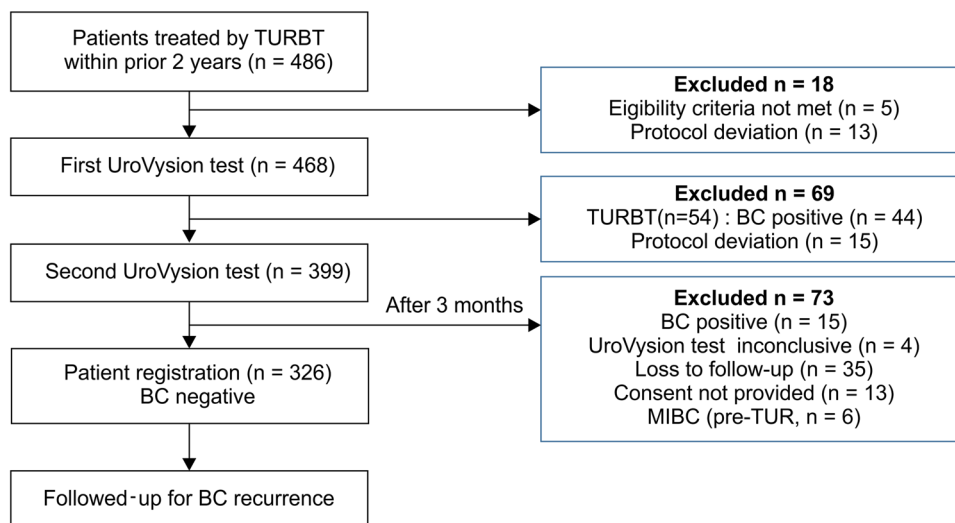 Patients treated by TURBT
within prior 2 years (n = 486)
Excluded n = 18
Eigibility criteria not met (n = 5)
Protocol deviation (n = 13)
First UroVysion test (n = 468)
Excluded n = 69
TURBT(n=54) : BC positive (n = 44)
Protocol deviation (n = 15)
Second UroVysion test (n = 399)
After 3 months
Excluded n = 73
BC positive (n = 15)
UroVysion test inconclusive (n = 4)
Loss to follow-up (n = 35)
Consent not provided (n = 13)
MIBC (pre-TUR, n = 6)
Patient registration (n = 326)
BC negative
Followed-up for BC recurrence